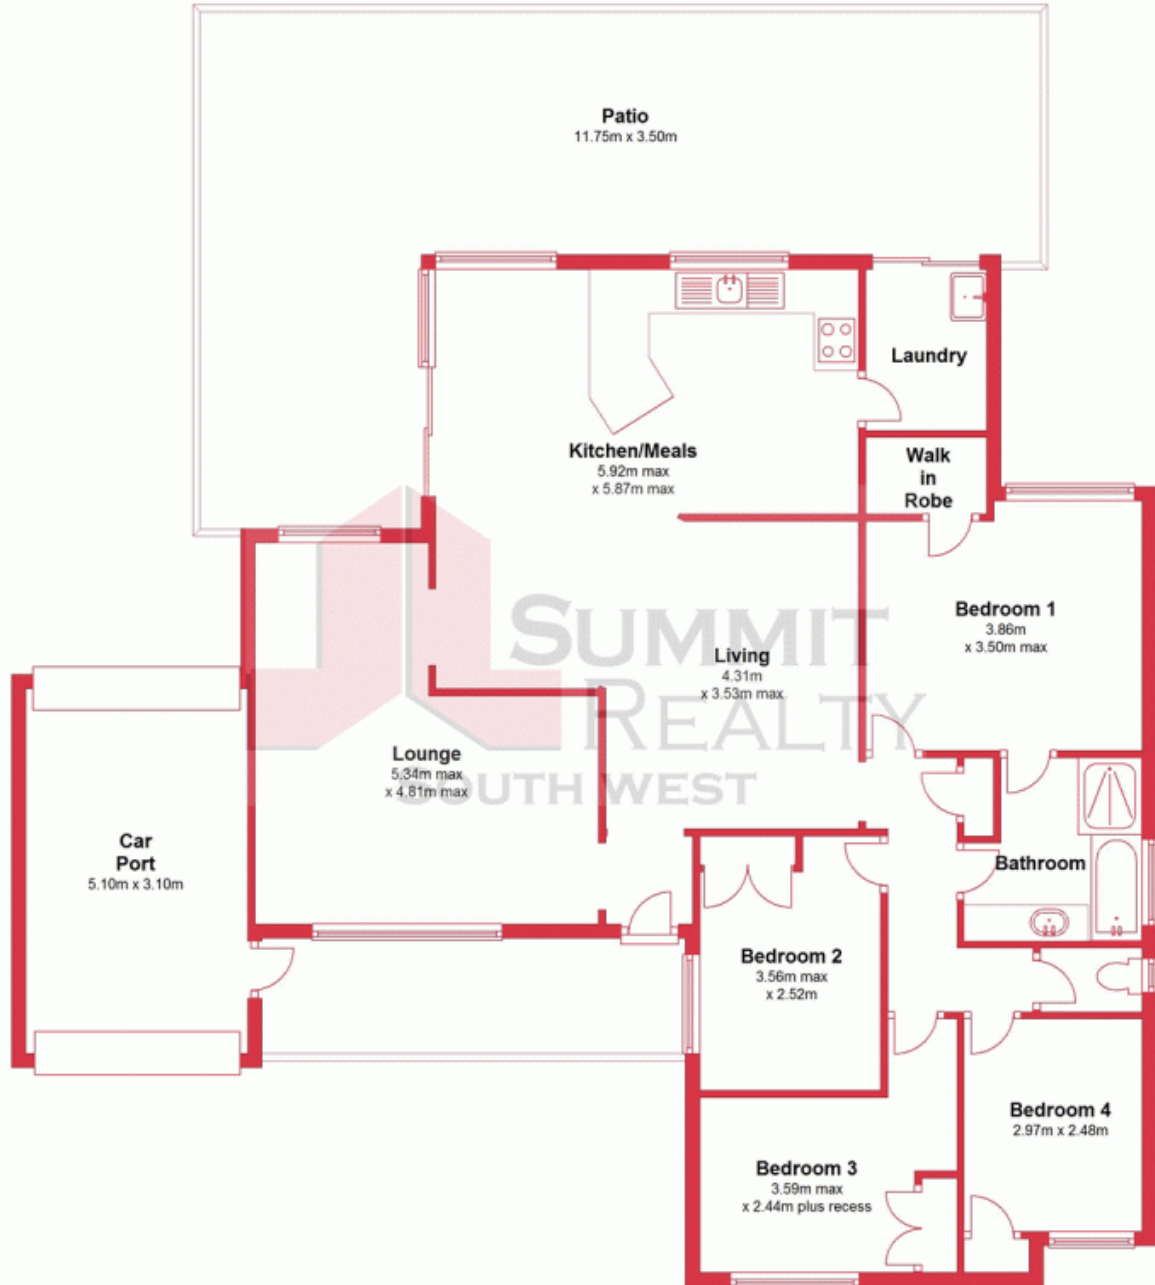 Patio
11.75m x 3.50m
Laundry
Kitchen/Meals
5.92m max
x 5.87m max
Walk
in
Robe
Bedroom 1
3.86m
x 3.50m max
SUMMIT
REALTY
SOUTH WEST
Living
4.31m
x 3.53m max
Lounge
5.34m max
x 4.81m max
Car
Port
5.10m x 3.10m
Bathroom
Bedroom 2
3.56m max
x 2.52m
Bedroom 4
2.97m x 2.48m
Bedroom 3
3.59m max
x 2.44m plus recess